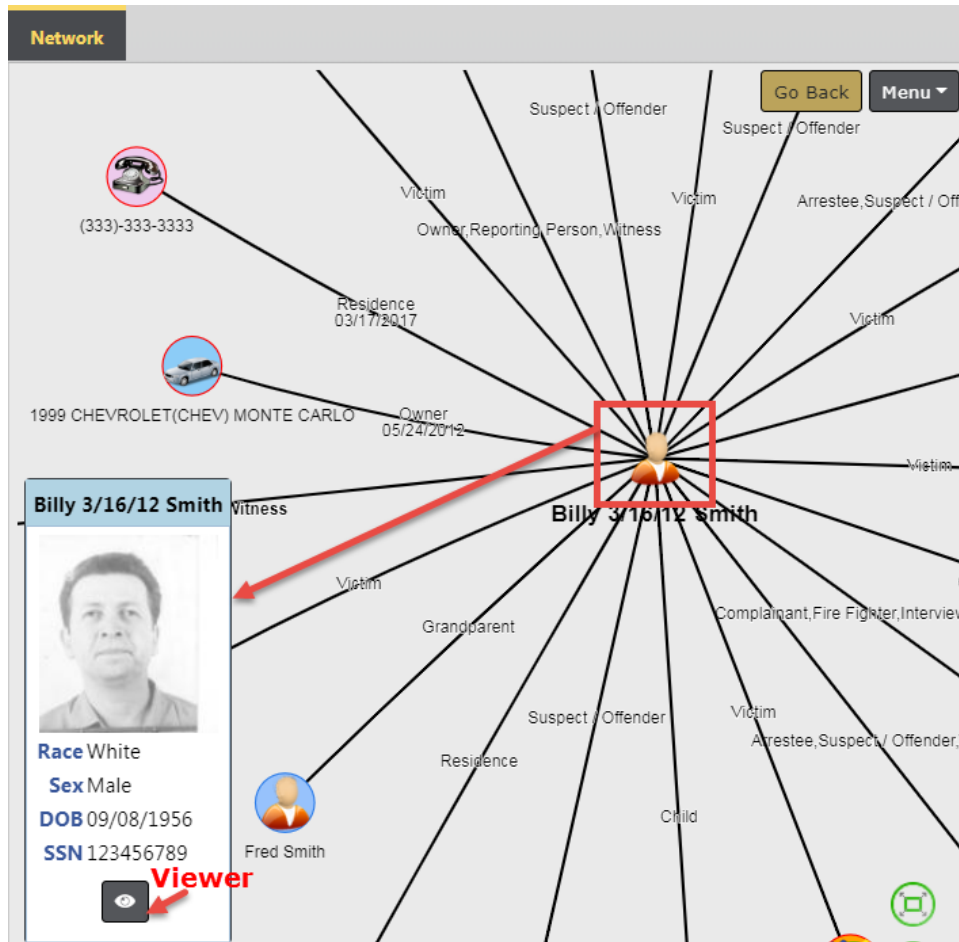 Network
Go Back
Menu
Suspect / Offender
Suspect / Offender
Victim
Victim
Arrestee,Suspect / Off
(333)-333-3333
Owner,Reporting Person,Witness
Residence
03/17/2017
Victim
1999 CHEVROLET(CHEV) MONTE CARLO
Owner
05/24/2012
Victim
Billy 3/16/12 Smith
Witness
Billy 3/16/12 Smith
Victim
Grandparent
Complainant,Fire Fighter,Interview
Suspect / Offender
Victim
Arrestee,Suspect / Offender,
Residence
Race White
Sex Male
DOB 09/08/1956
SSN 123456789
Child
Fred Smith
Viewer